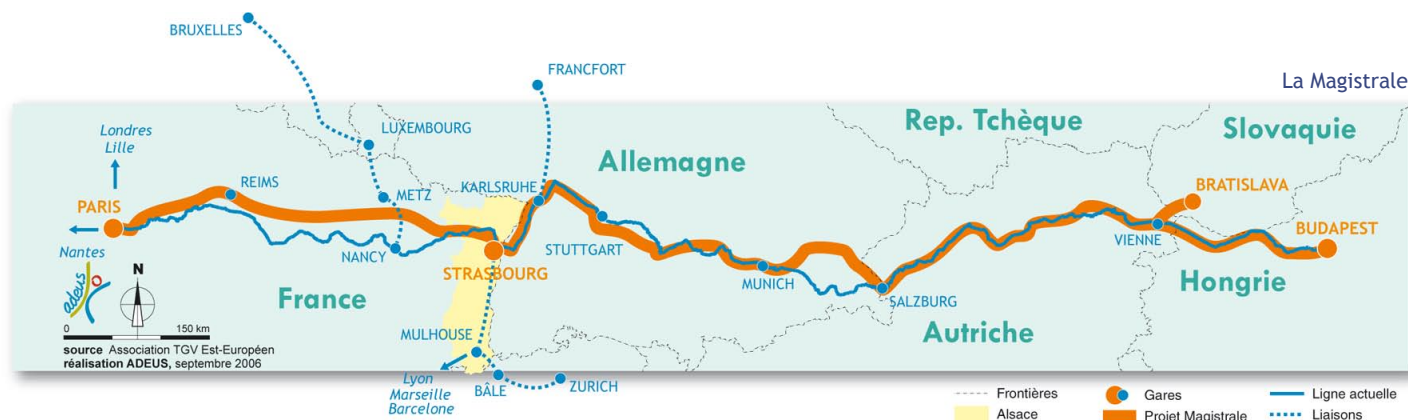 La Magistrale
BRUXELLES
FRANCFORT
Londres
Lille
LUXEMBOURG
Rep. Tchèque
Slovaquie
Allemagne
REIMS
METZ
KARLSRUHE
BRATISLAVA
PARIS
Nantes
NANCY
STRASBOURG
STUTTGART
MUNICH
SALZBURG
VIENNE
BUDAPEST
Hongrie
adeus
N
France
Autriche
0 150 km
MULHOUSE
source Association TGV Est-Européen
réalisation ADEUS, septembre 2006
Lyon
Marseille
Barcelone
BÂLE
ZURICH
Frontières
Gares
Ligne actuelle
Alsace
Projet Magistrale
Liaisons